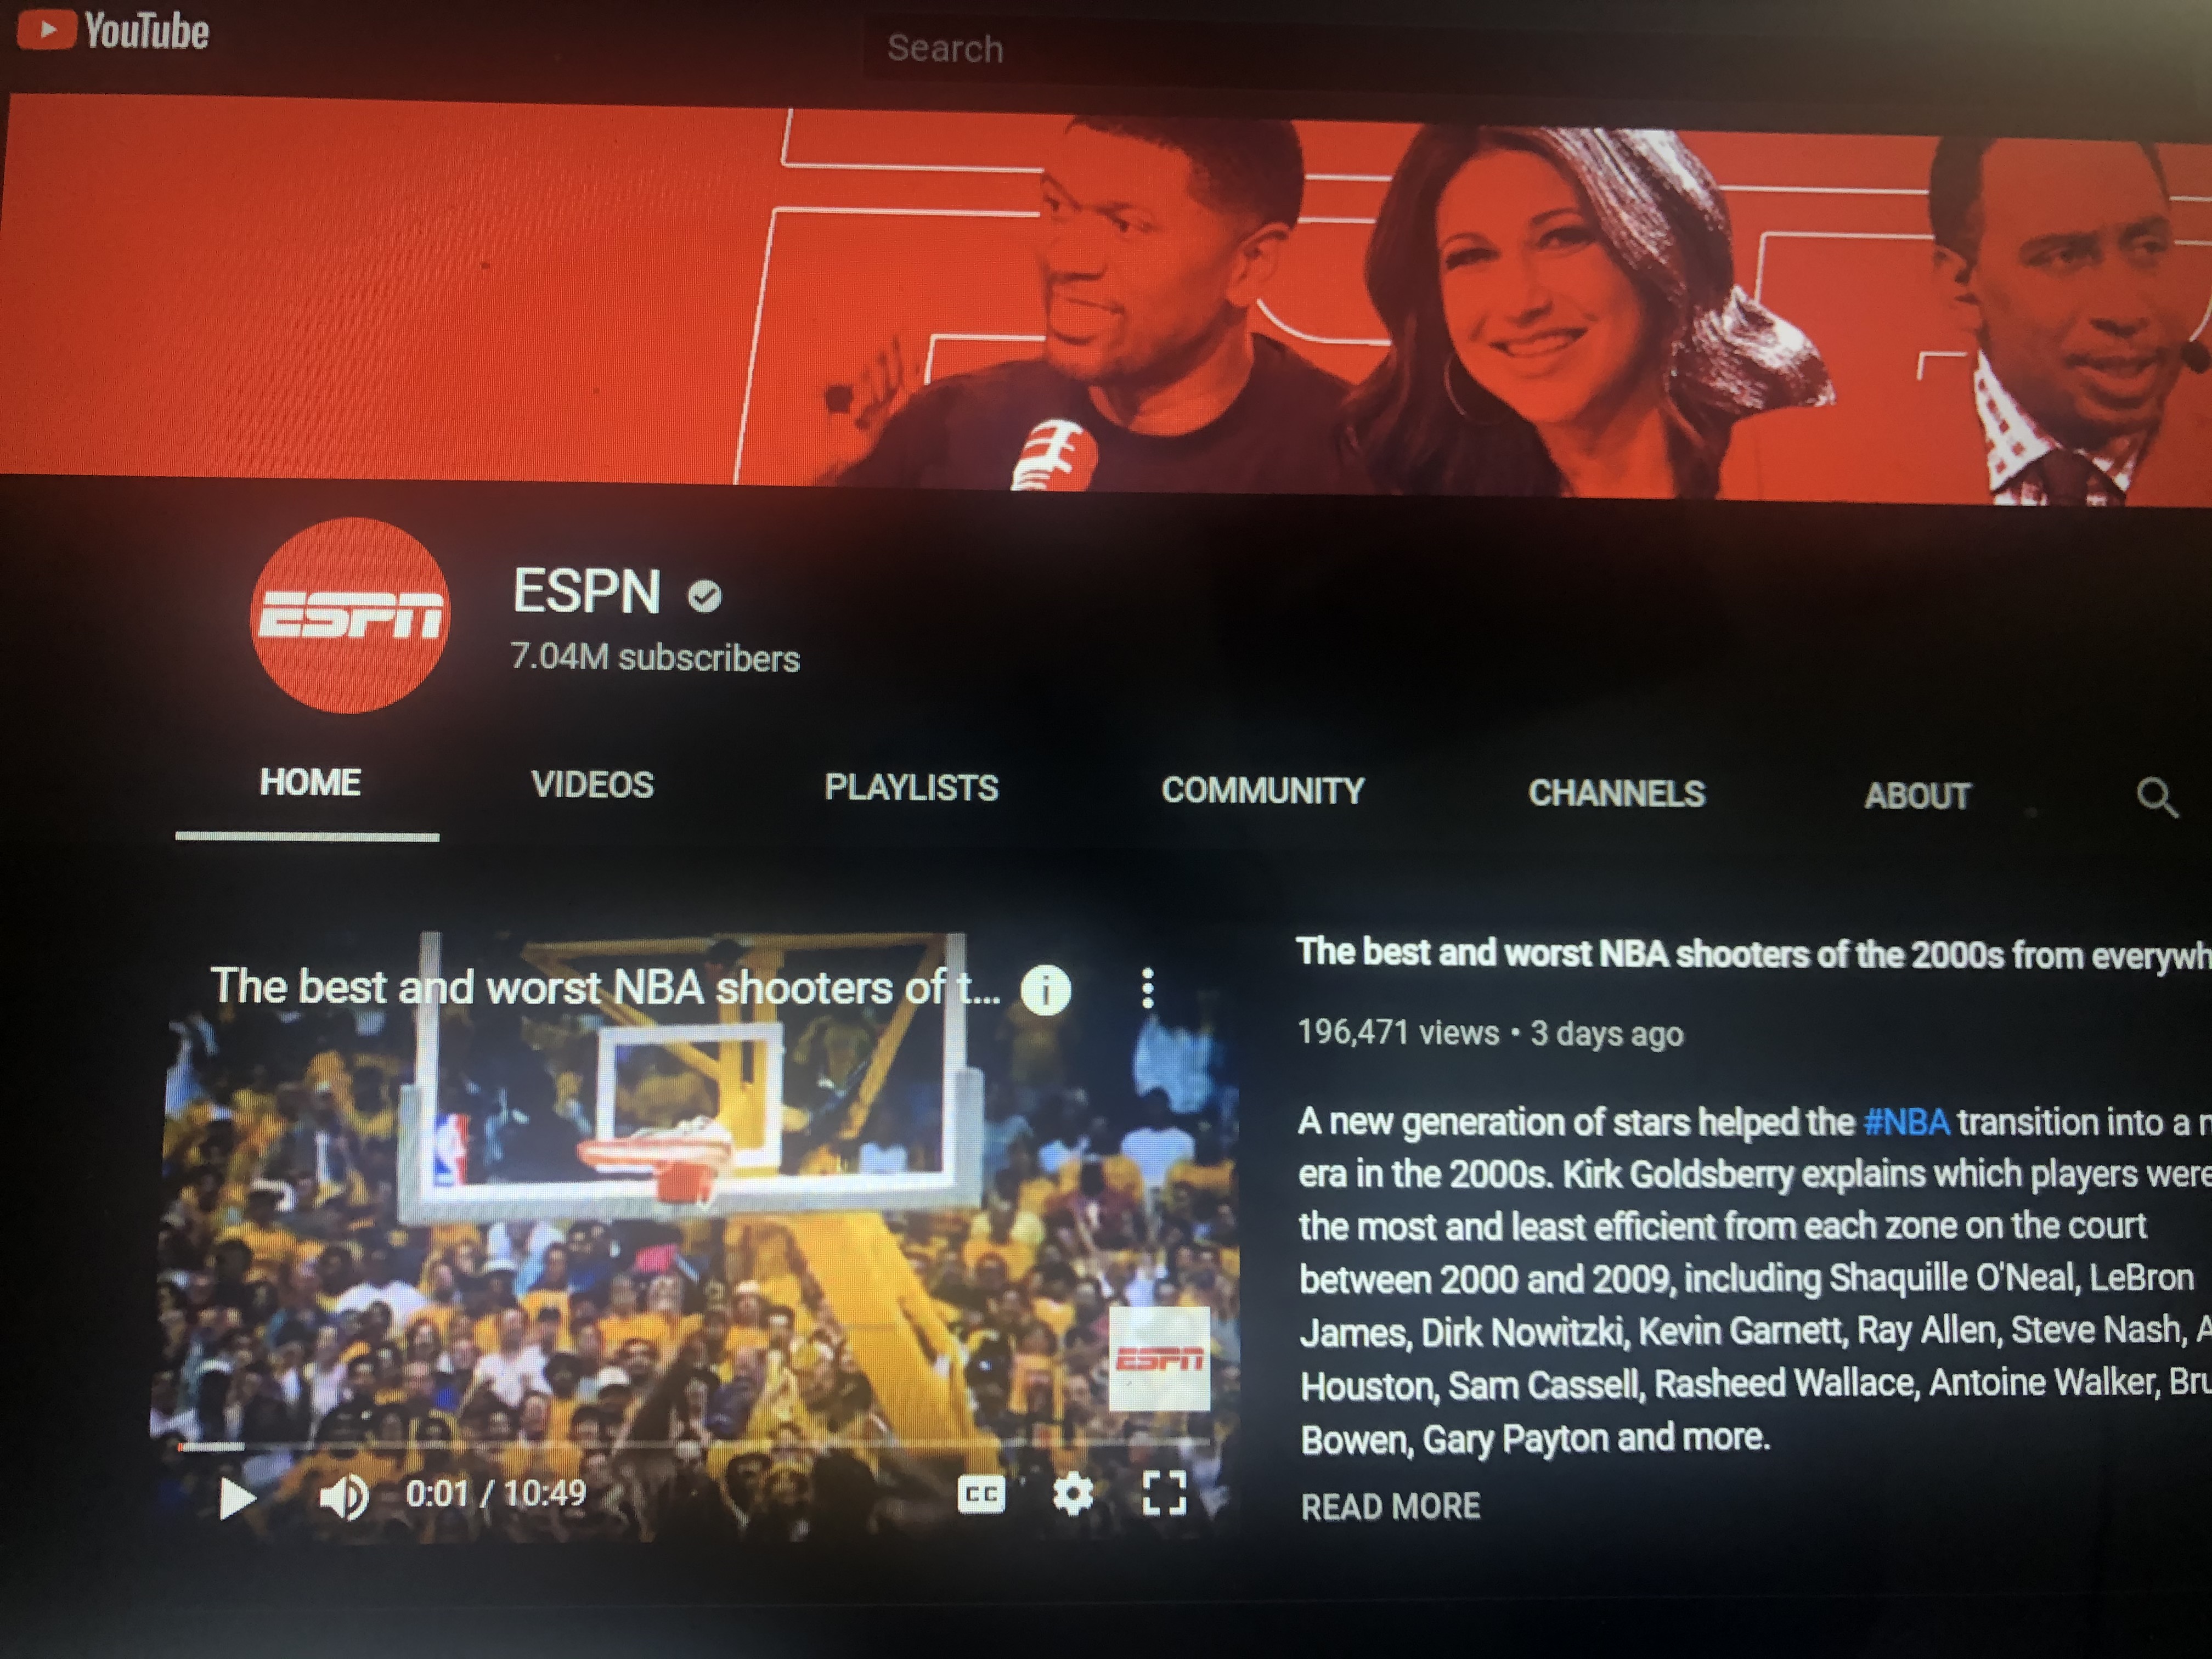 YouTube
Search
ESPN
ESPN
7.04M subscribers
HOME VIDEOS PLAYLISTS COMMUNITY CHANNELS ABOUT
The best and worst NBA shooters of t...
ESPN
0:01 / 10:49
CC
The best and worst NBA shooters of the 2000s from everywh
196,471 views • 3 days ago
A new generation of stars helped the #NBA transition into a n
era in the 2000s. Kirk Goldsberry explains which players were
the most and least efficient from each zone on the court
between 2000 and 2009, including Shaquille O'Neal, LeBron
James, Dirk Nowitzki, Kevin Garnett, Ray Allen, Steve Nash, A
Houston, Sam Cassell, Rasheed Wallace, Antoine Walker, Bru
Bowen, Gary Payton and more.
READ MORE